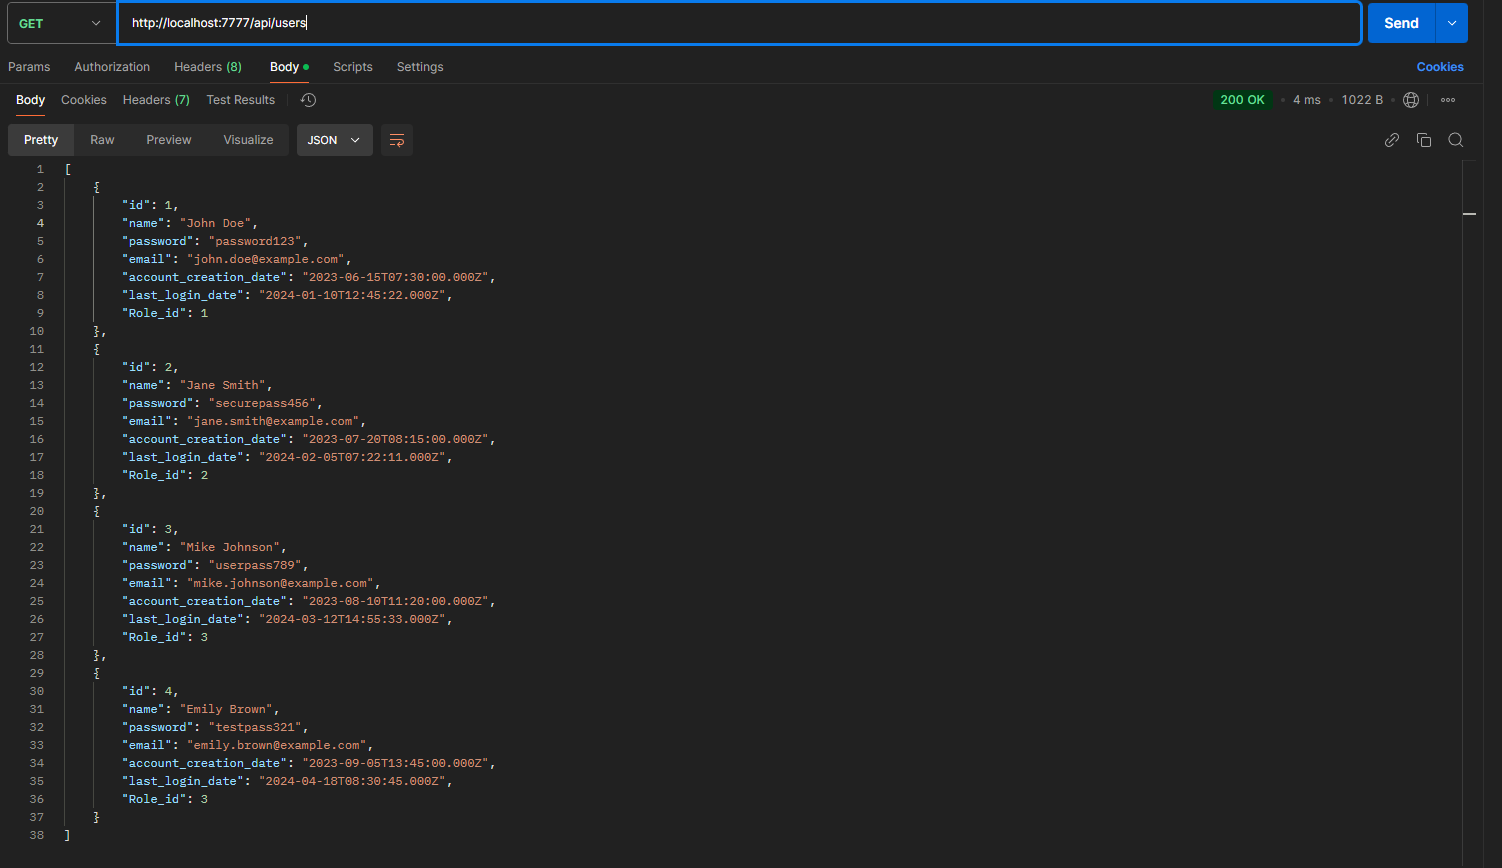 GET http://localhost:7777/api/users Send
Params Authorization Headers (8) Body Scripts Settings Cookies
Body Cookies Headers (7) Test Results 200 OK 4 ms 1022 B
Pretty Raw Preview Visualize JSON
1 [
2 {
3 "id": 1,
4 "name": "John Doe",
5 "password": "password123",
6 "email": "john.doe@example.com",
7 "account_creation_date": "2023-06-15T07:30:00.000Z",
8 "last_login_date": "2024-01-10T12:45:22.000Z",
9 "Role_id": 1
10 },
11 {
12 "id": 2,
13 "name": "Jane Smith",
14 "password": "securepass456",
15 "email": "jane.smith@example.com",
16 "account_creation_date": "2023-07-20T08:15:00.000Z",
17 "last_login_date": "2024-02-05T07:22:11.000Z",
18 "Role_id": 2
19 },
20 {
21 "id": 3,
22 "name": "Mike Johnson",
23 "password": "userpass789",
24 "email": "mike.johnson@example.com",
25 "account_creation_date": "2023-08-10T11:20:00.000Z",
26 "last_login_date": "2024-03-12T14:55:33.000Z",
27 "Role_id": 3
28 },
29 {
30 "id": 4,
31 "name": "Emily Brown",
32 "password": "testpass321",
33 "email": "emily.brown@example.com",
34 "account_creation_date": "2023-09-05T13:45:00.000Z",
35 "last_login_date": "2024-04-18T08:30:45.000Z",
36 "Role_id": 3
37 }
38 ]